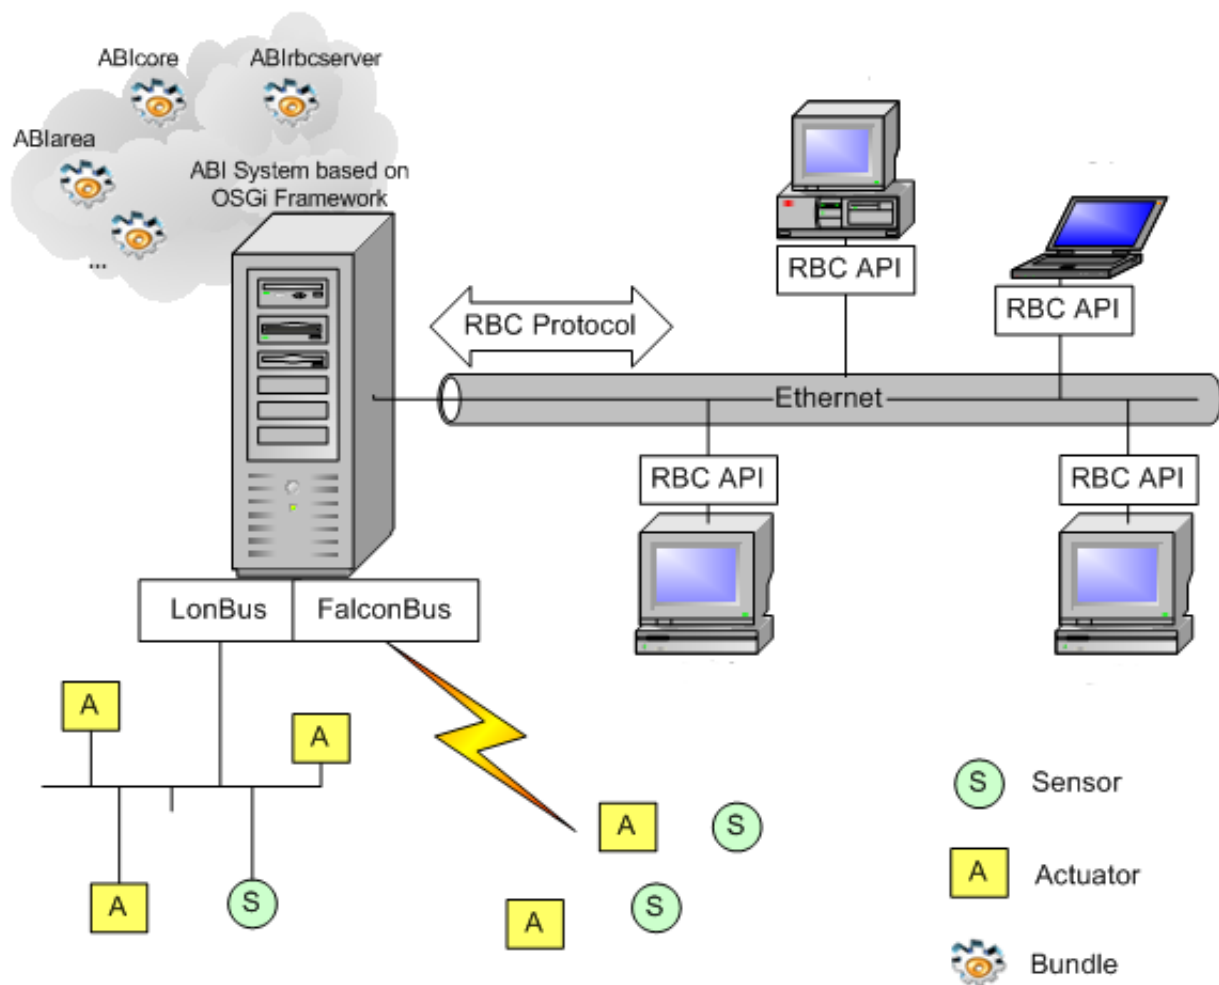 ABIcore
ABIrbcserver
ABIarea
ABI System based on
OSGi Framework
...
RBC API
RBC API
RBC Protocol
Ethernet
RBC API
RBC API
LonBus
FalconBus
A
A
A
S
A
S
A
S
S
Sensor
A
Actuator
Bundle